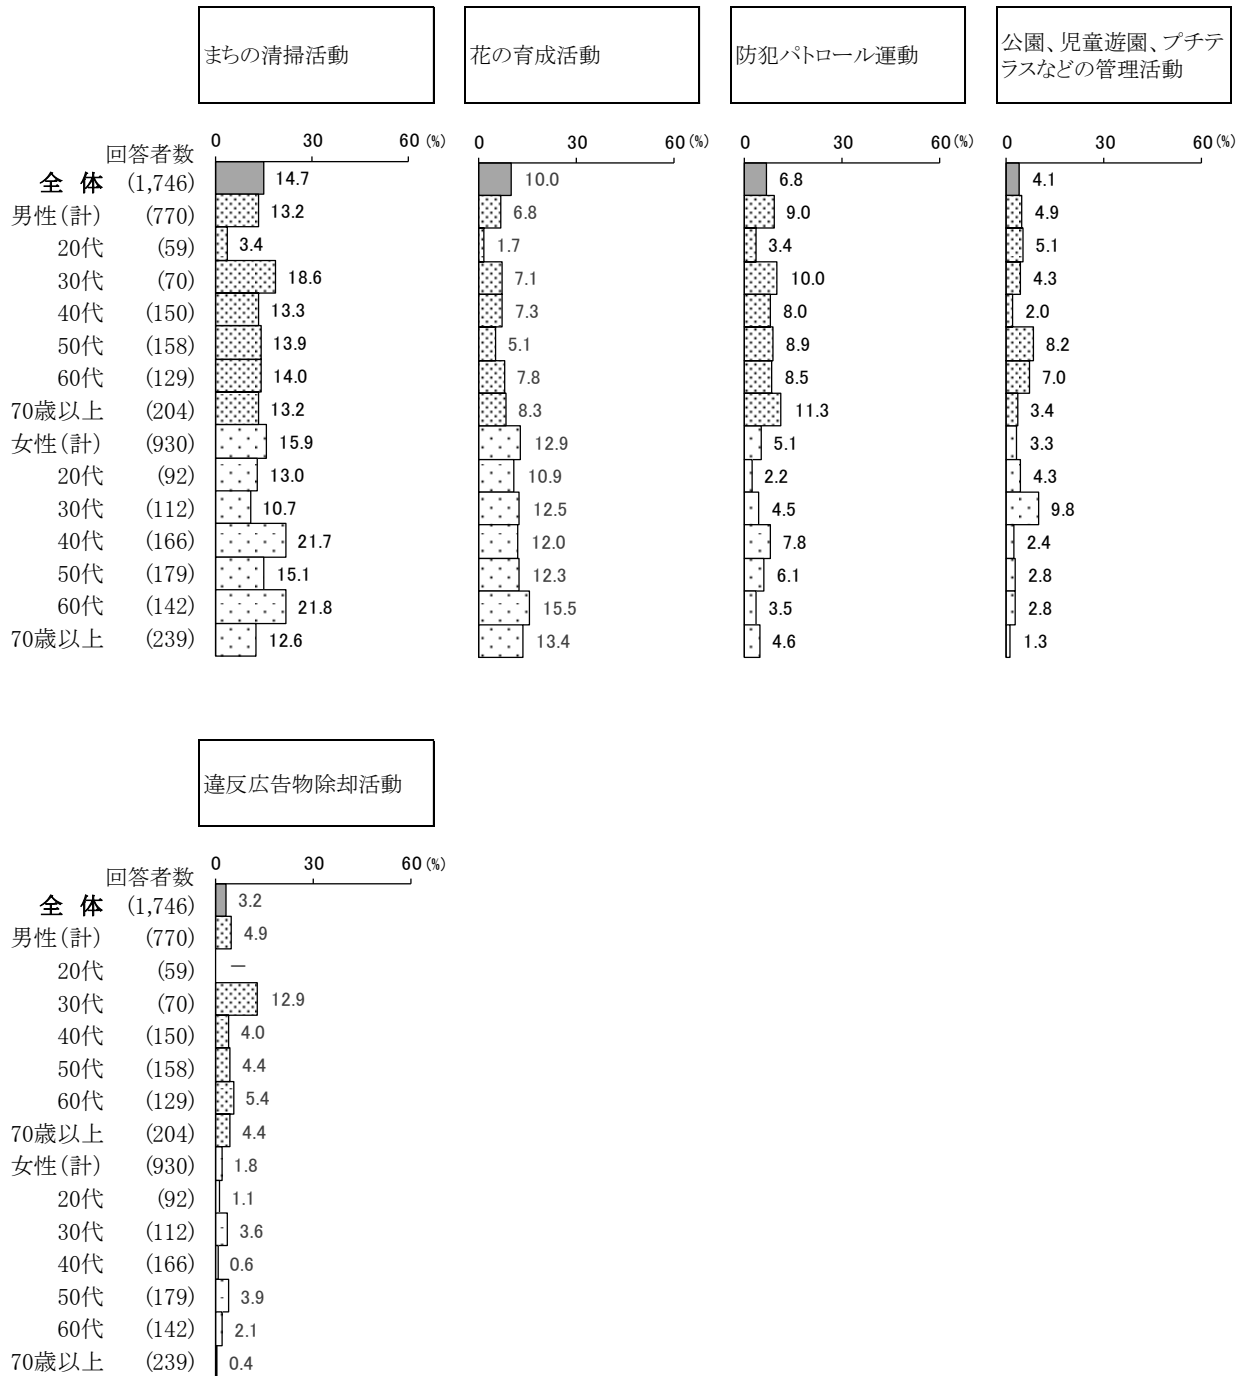 まちの清掃活動 花の育成活動 防犯パトロール運動 公園、児童遊園、プチテ
ラスなどの管理活動
0 30 60 (%) 0 30 60 (%) 0 30 60 (%) 0 30 60 (%)
回答者数
全 体 (1,746) 14.7 10.0 6.8 4.1
男性(計) (770) 13.2 6.8 9.0 4.9
20代 (59) 3.4 1.7 3.4 5.1
30代 (70) 18.6 7.1 10.0 4.3
40代 (150) 13.3 7.3 8.0 2.0
50代 (158) 13.9 5.1 8.9 8.2
60代 (129) 14.0 7.8 8.5 7.0
70歳以上 (204) 13.2 8.3 11.3 3.4
女性(計) (930) 15.9 12.9 5.1 3.3
20代 (92) 13.0 10.9 2.2 4.3
30代 (112) 10.7 12.5 4.5 9.8
40代 (166) 21.7 12.0 7.8 2.4
50代 (179) 15.1 12.3 6.1 2.8
60代 (142) 21.8 15.5 3.5 2.8
70歳以上 (239) 12.6 13.4 4.6 1.3
違反広告物除却活動
0 30 60 (%)
回答者数
全 体 (1,746) 3.2
男性(計) (770) 4.9
20代 (59) －
30代 (70) 12.9
40代 (150) 4.0
50代 (158) 4.4
60代 (129) 5.4
70歳以上 (204) 4.4
女性(計) (930) 1.8
20代 (92) 1.1
30代 (112) 3.6
40代 (166) 0.6
50代 (179) 3.9
60代 (142) 2.1
70歳以上 (239) 0.4